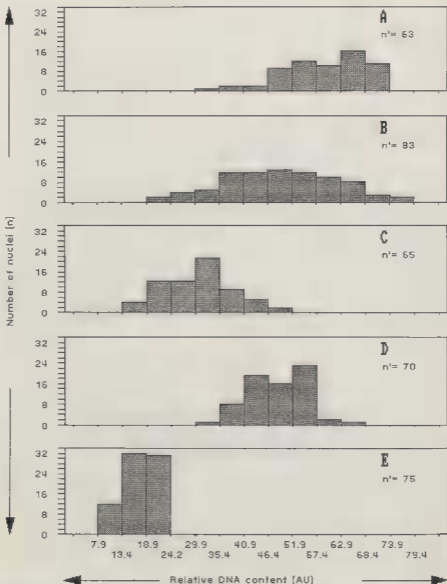 32
24
16
8
0
A
n'= 63
32
24
16
8
0
B
n'= 83
32
24
16
8
0
C
n'= 65
32
24
16
8
0
D
n'= 70
32
24
16
8
0
E
n'= 75
Number of nuclei [n]
7.9 18.9 29.9 40.9 51.9 62.9 73.9
13.4 24.2 35.4 46.4 57.4 68.4 79.4
Relative DNA content [AU]